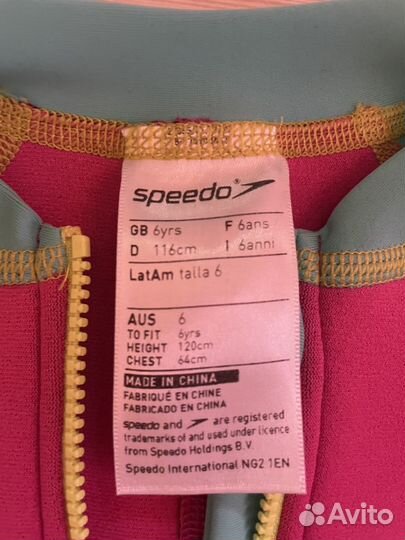 speedo
GB 6yrs F 6ans
D 116cm I 6anni
LatAm talla 6
AUS 6
TO FIT 6yrs
HEIGHT 120cm
CHEST 64cm
MADE IN CHINA
FABRIQUÉ EN CHINE
FABRICADO EN CHINA
speedo and are registered
trademarks of and used under licence
from Speedo Holdings B.V.
Speedo International NG2 1EN
Avito